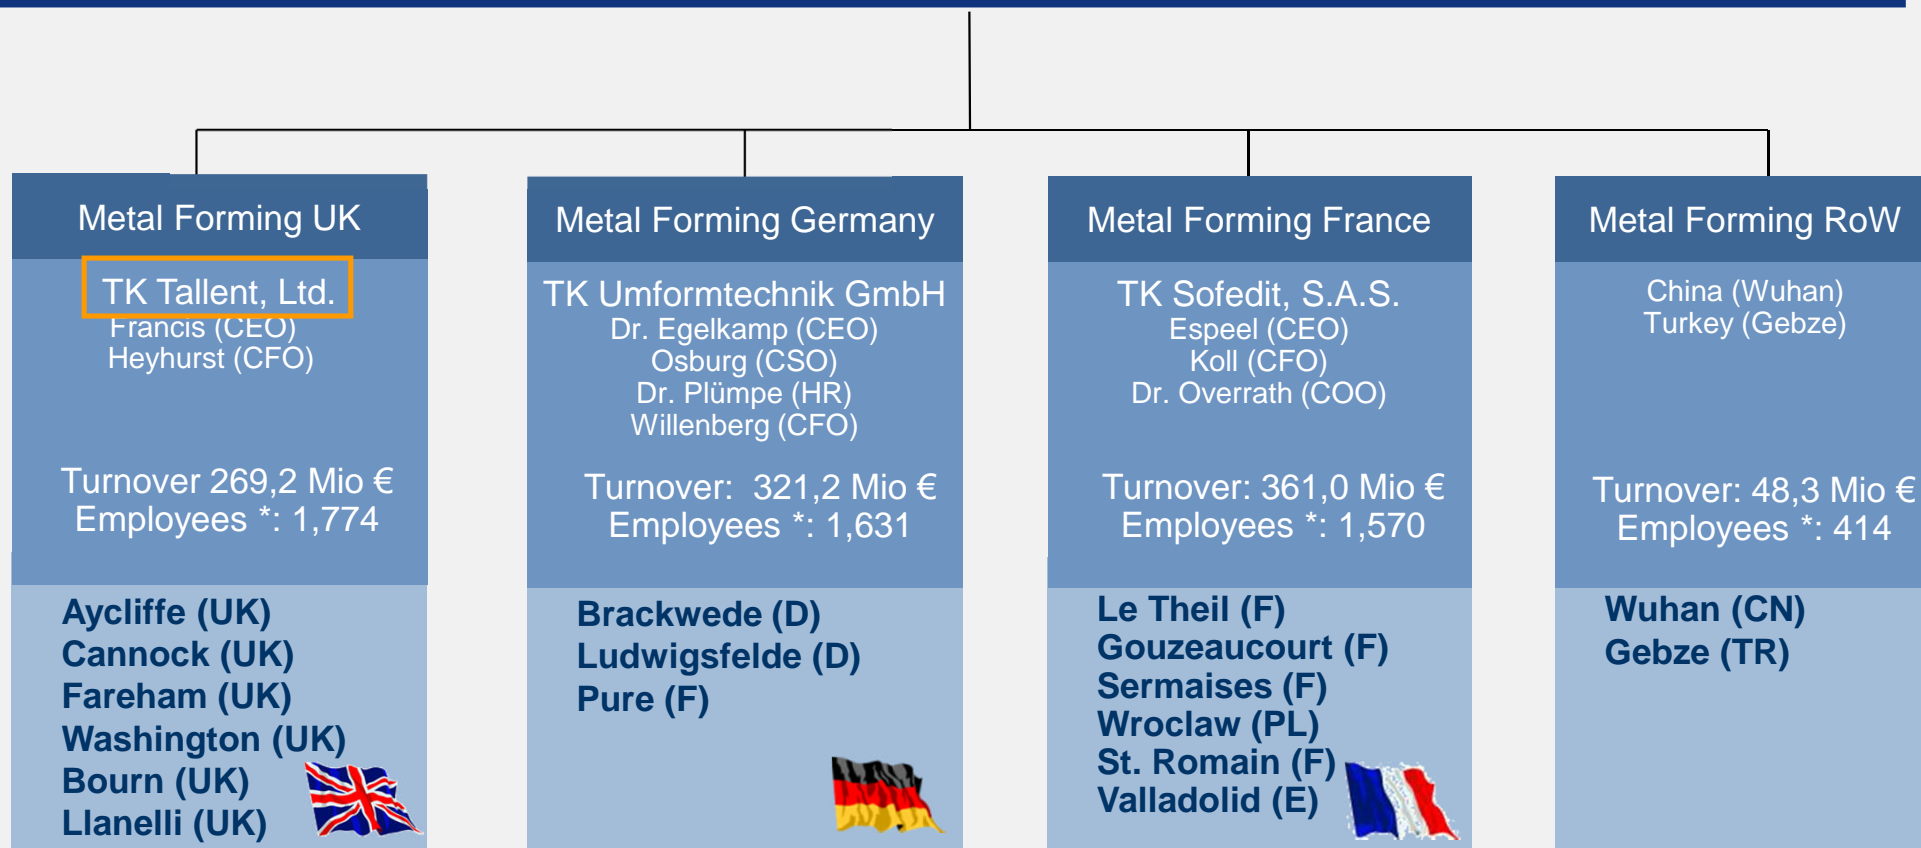 Metal Forming UK
TK Tallent, Ltd.
Francis (CEO)
Heyhurst (CFO)
Turnover 269,2 Mio €
Employees *: 1,774
Aycliffe (UK)
Cannock (UK)
Fareham (UK)
Washington (UK)
Bourn (UK)
Llanelli (UK)
Metal Forming Germany
TK Umformtechnik GmbH
Dr. Egelkamp (CEO)
Osburg (CSO)
Dr. Plümpe (HR)
Willenberg (CFO)
Turnover: 321,2 Mio €
Employees *: 1,631
Brackwede (D)
Ludwigsfelde (D)
Pure (F)
Metal Forming France
TK Sofedit, S.A.S.
Espeel (CEO)
Koll (CFO)
Dr. Overrath (COO)
Turnover: 361,0 Mio €
Employees *: 1,570
Le Theil (F)
Gouzeaucourt (F)
Sermaises (F)
Wroclaw (PL)
St. Romain (F)
Valladolid (E)
Metal Forming RoW
China (Wuhan)
Turkey (Gebze)
Turnover: 48,3 Mio €
Employees *: 414
Wuhan (CN)
Gebze (TR)